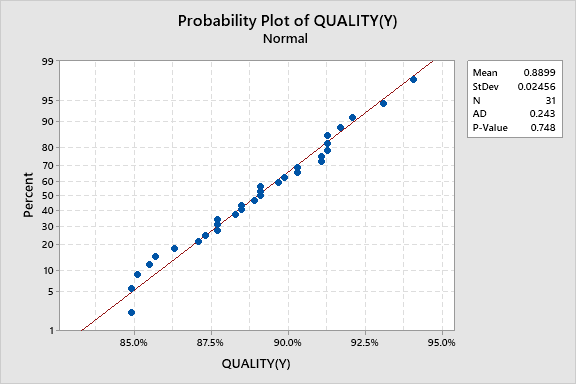 Probability Plot of QUALITY(Y)
Normal
99
95
90
80
70
60
50
40
30
20
10
5
1
Percent
85.0%
87.5%
90.0%
92.5%
95.0%
QUALITY(Y)
Mean 0.8899
StDev 0.02456
N 31
AD 0.243
P-Value 0.748